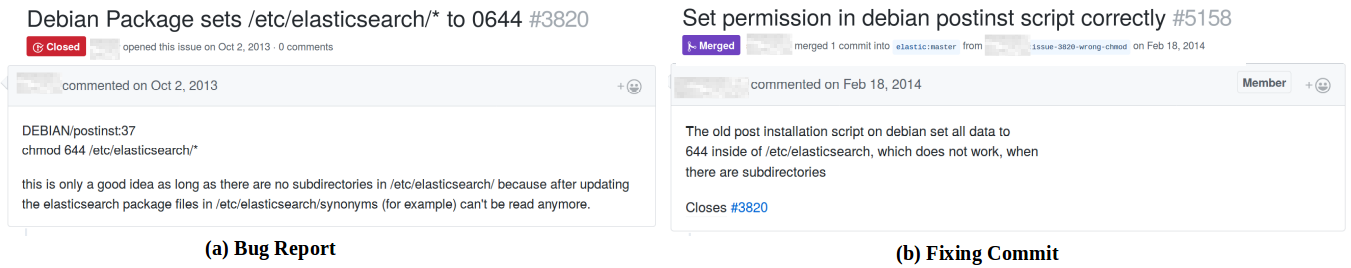 Debian Package sets /etc/elasticsearch/* to 0644 #3820
Closed opened this issue on Oct 2, 2013 · 0 comments
commented on Oct 2, 2013
DEBIAN/postinst:37
chmod 644 /etc/elasticsearch/*
this is only a good idea as long as there are no subdirectories in /etc/elasticsearch/ because after updating
the elasticsearch package files in /etc/elasticsearch/synonyms (for example) can't be read anymore.
(a) Bug Report
Set permission in debian postinst script correctly #5158
Merged merged 1 commit into elastic:master from issue-3820-wrong-chmod on Feb 18, 2014
commented on Feb 18, 2014 Member
The old post installation script on debian set all data to
644 inside of /etc/elasticsearch, which does not work, when
there are subdirectories
Closes #3820
(b) Fixing Commit